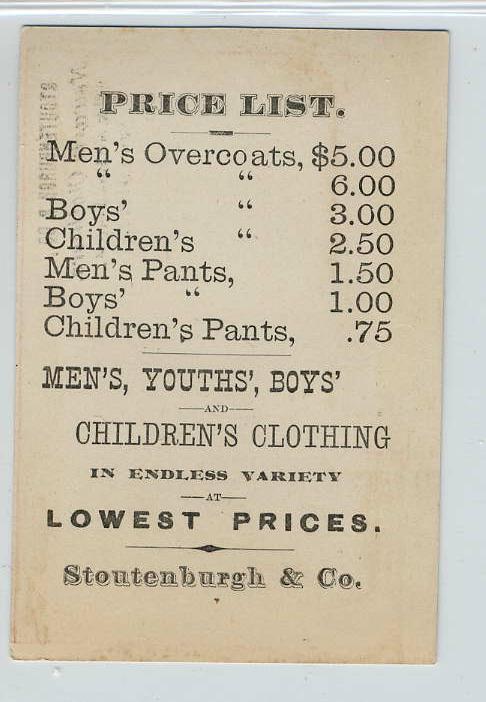 PRICE LIST.
Men's Overcoats, $5.00
“ “ 6.00
Boys' “ 3.00
Children's “ 2.50
Men's Pants, 1.50
Boys' “ 1.00
Children's Pants, .75
MEN'S, YOUTHS', BOYS'
AND
CHILDREN'S CLOTHING
IN ENDLESS VARIETY
AT
LOWEST PRICES.
Stoutenburgh & Co.